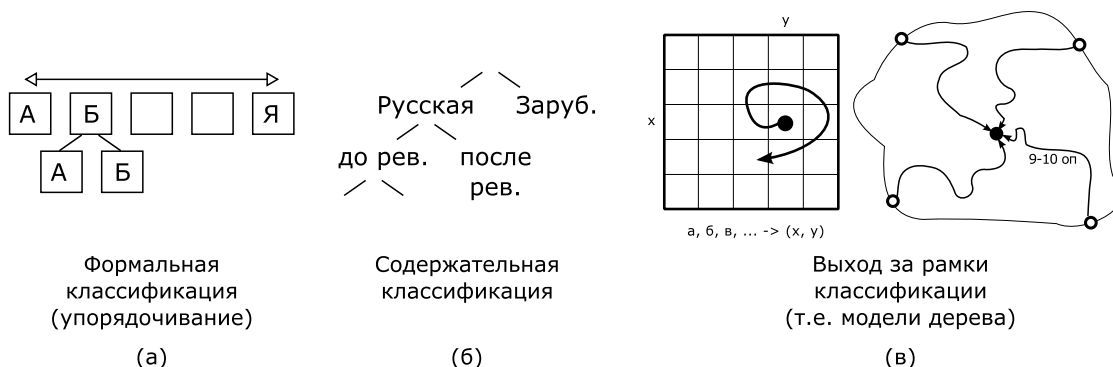 А Б Я
А Б
Формальная
классификация
(упорядочивание)
(а)
Русская Заруб.
до рев. после
рев.
Содержательная
классификация
(б)
y
x
а, б, в, ... -> (x, y)
9-10 оп
Выход за рамки
классификации
(т.е. модели дерева)
(в)